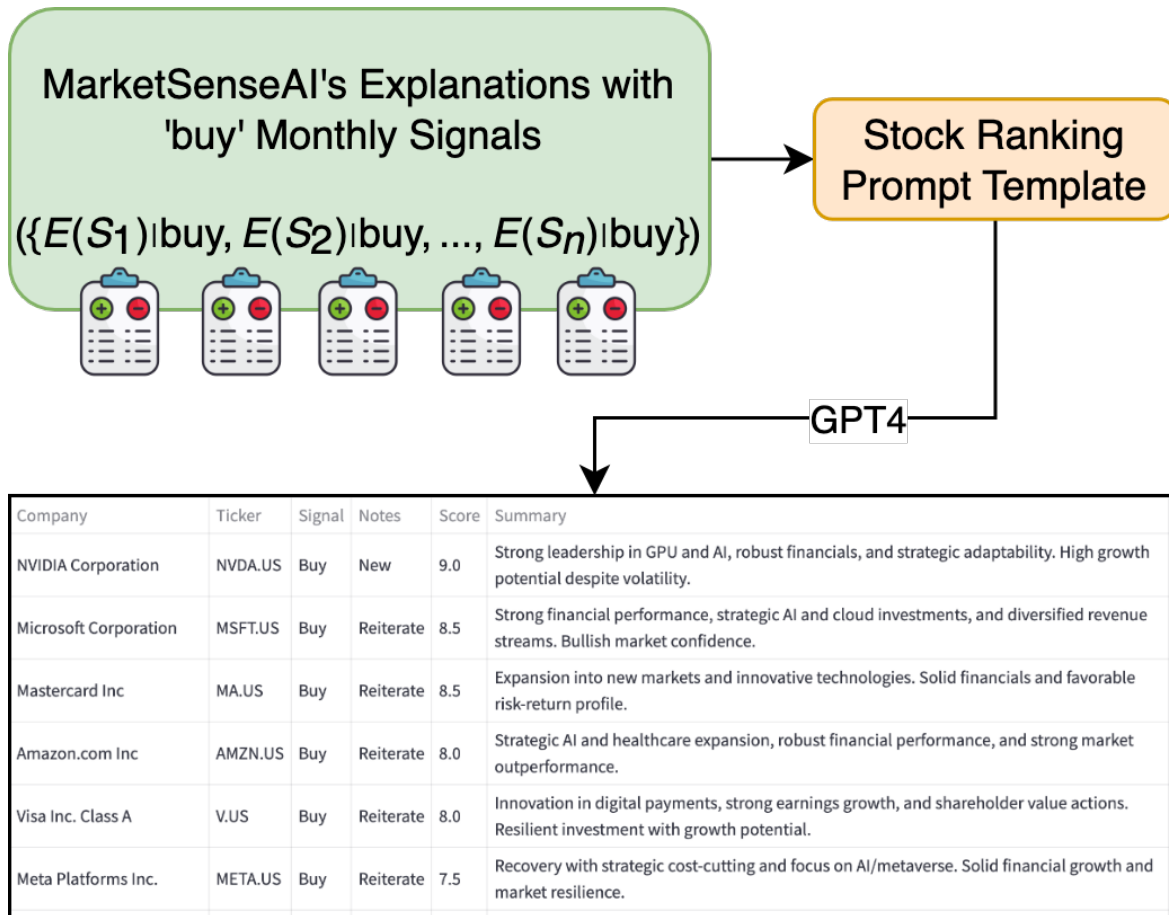 MarketSenseAI's Explanations with
'buy' Monthly Signals
({E(S1)|buy, E(S2)|buy, ..., E(Sn)|buy})
Stock Ranking
Prompt Template
GPT4
Company Ticker Signal Notes Score Summary
NVIDIA Corporation NVDA.US Buy New 9.0 Strong leadership in GPU and AI, robust financials, and strategic adaptability. High growth
potential despite volatility.
Microsoft Corporation MSFT.US Buy Reiterate 8.5 Strong financial performance, strategic AI and cloud investments, and diversified revenue
streams. Bullish market confidence.
Mastercard Inc MA.US Buy Reiterate 8.5 Expansion into new markets and innovative technologies. Solid financials and favorable
risk-return profile.
Amazon.com Inc AMZN.US Buy Reiterate 8.0 Strategic AI and healthcare expansion, robust financial performance, and strong market
outperformance.
Visa Inc. Class A V.US Buy Reiterate 8.0 Innovation in digital payments, strong earnings growth, and shareholder value actions.
Resilient investment with growth potential.
Meta Platforms Inc. META.US Buy Reiterate 7.5 Recovery with strategic cost-cutting and focus on AI/metaverse. Solid financial growth and
market resilience.